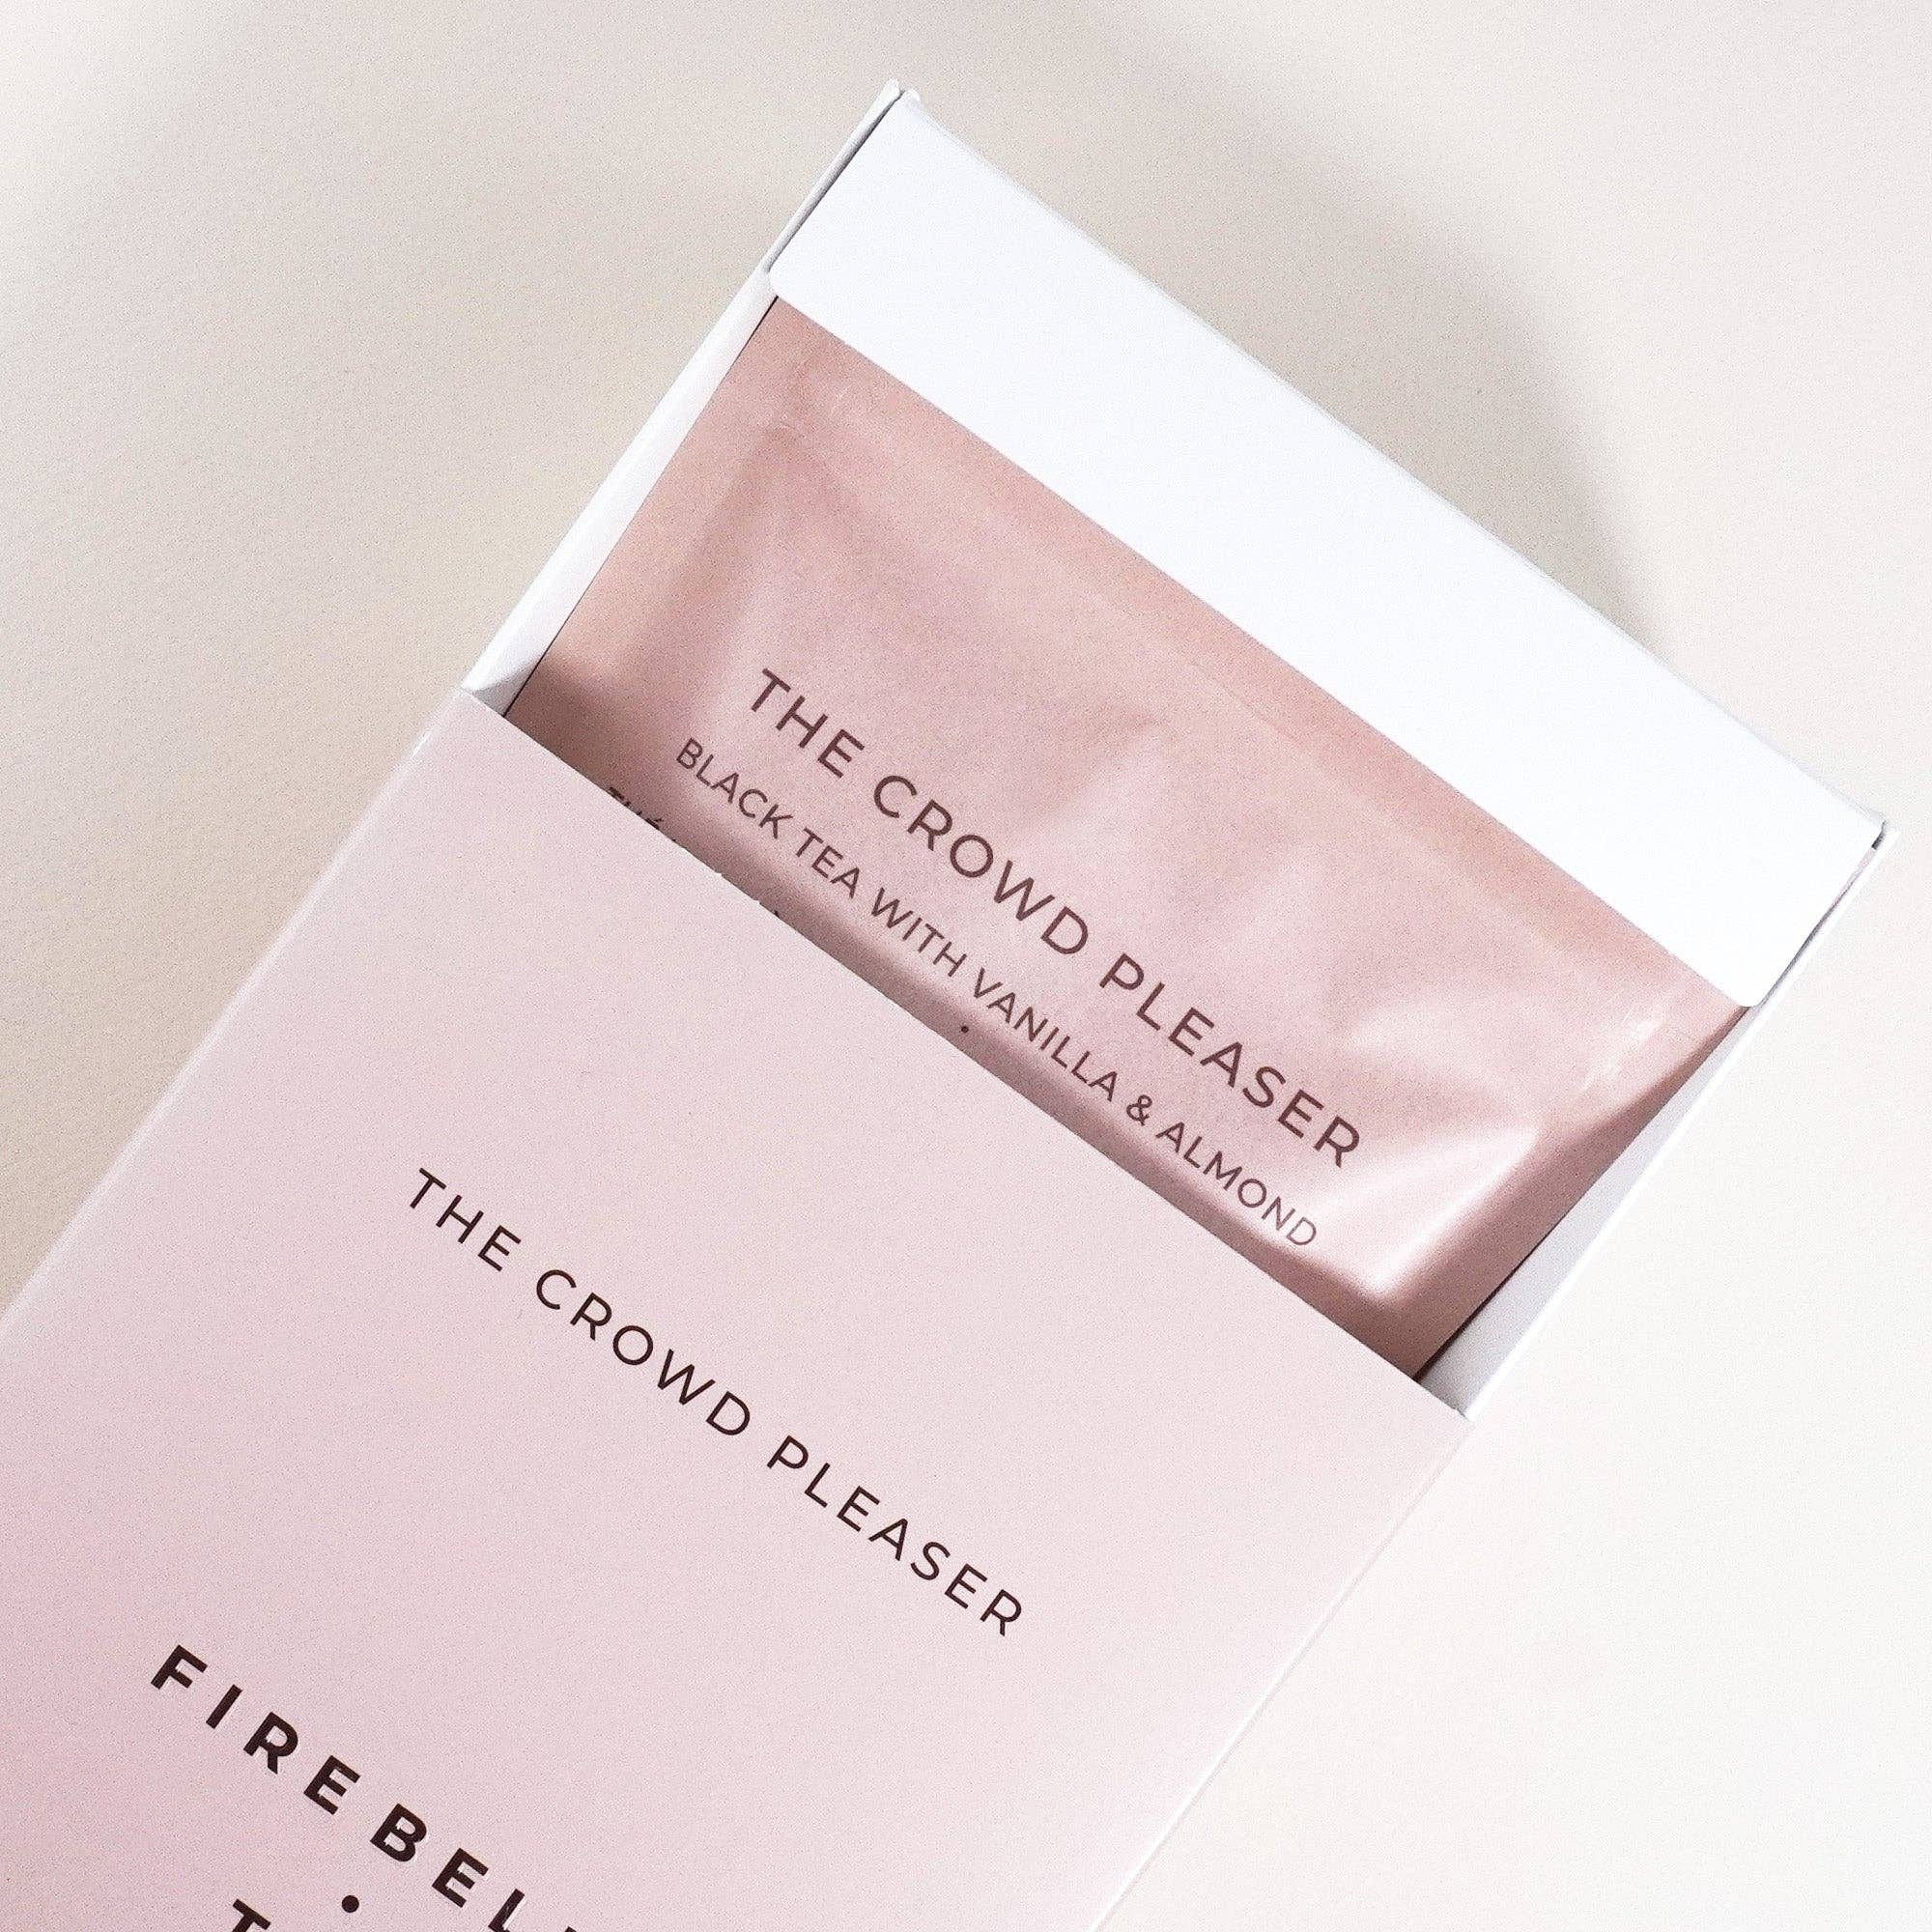 THE CROWD PLEASER
BLACK TEA WITH VANILLA & ALMOND
•
THE CROWD PLEASER
•